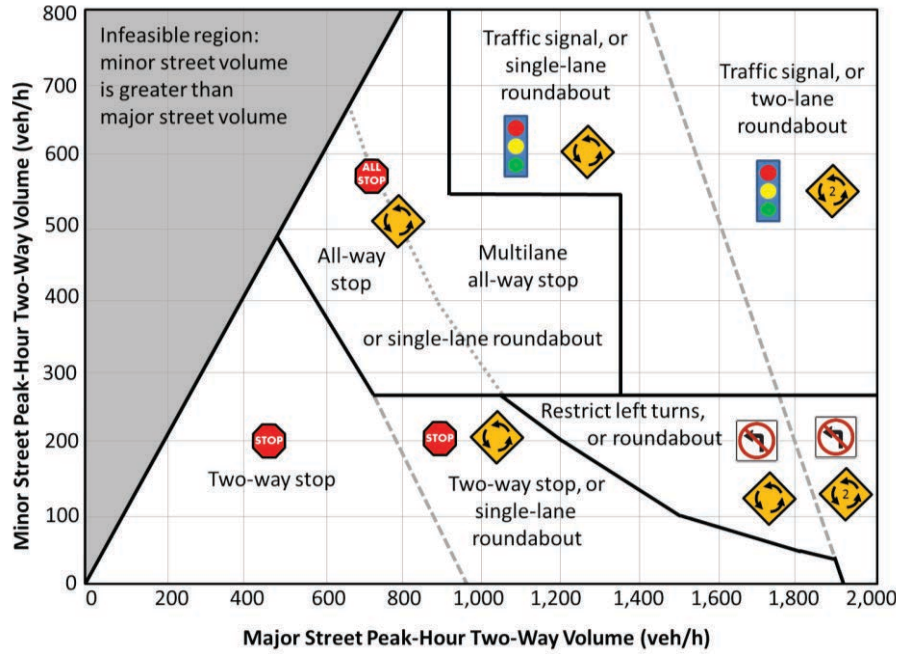 800
700
600
500
400
300
200
100
0
Minor Street Peak-Hour Two-Way Volume (veh/h)
Infeasible region:
minor street volume
is greater than
major street volume
Traffic signal, or
single-lane
roundabout
Traffic signal, or
two-lane
roundabout
2
ALL
STOP
All-way
stop
Multilane
all-way stop
or single-lane roundabout
STOP
Two-way stop
STOP
Two-way stop, or
single-lane
roundabout
Restrict left turns,
or roundabout
2
0
200
400
600
800
1,000
1,200
1,400
1,600
1,800
2,000
Major Street Peak-Hour Two-Way Volume (veh/h)